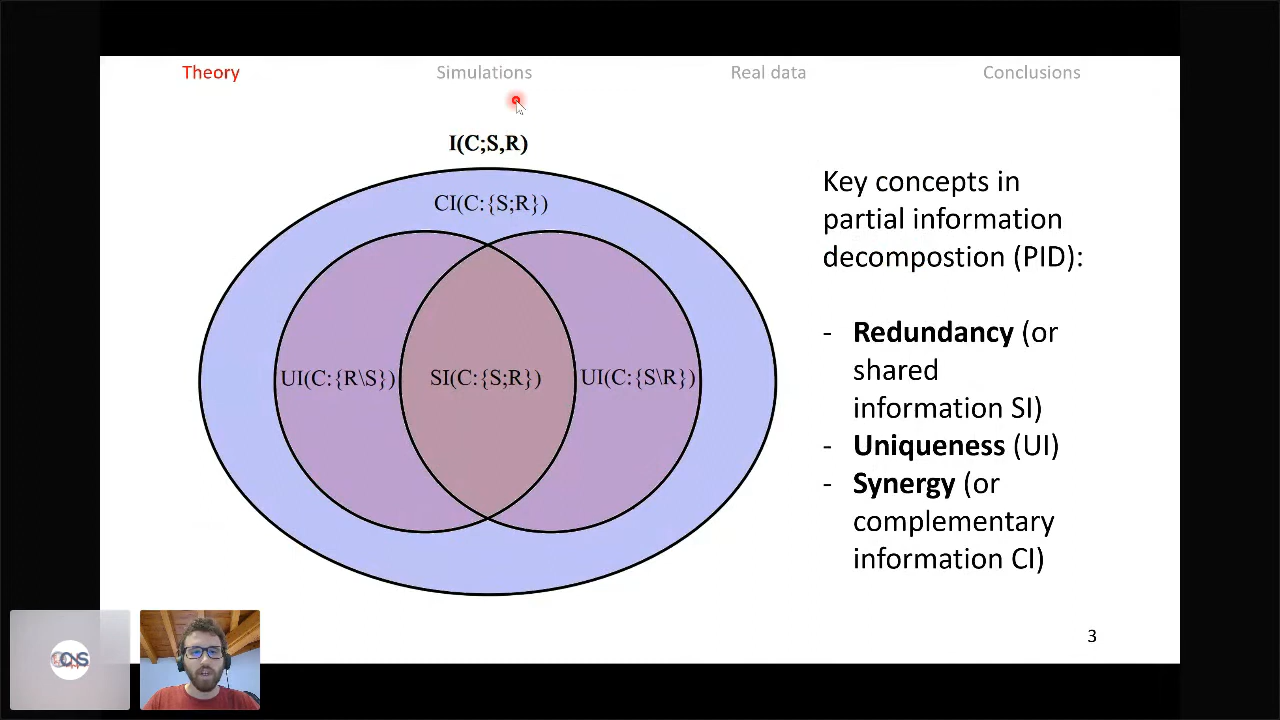 Theory Simulations Real data Conclusions
I(C;S,R)
CI(C:{S;R})
UI(C:{R\S}) SI(C:{S;R}) UI(C:{S\R})
Key concepts in
partial information
decompostion (PID):
- Redundancy (or
shared
information SI)
- Uniqueness (UI)
- Synergy (or
complementary
information CI)
3